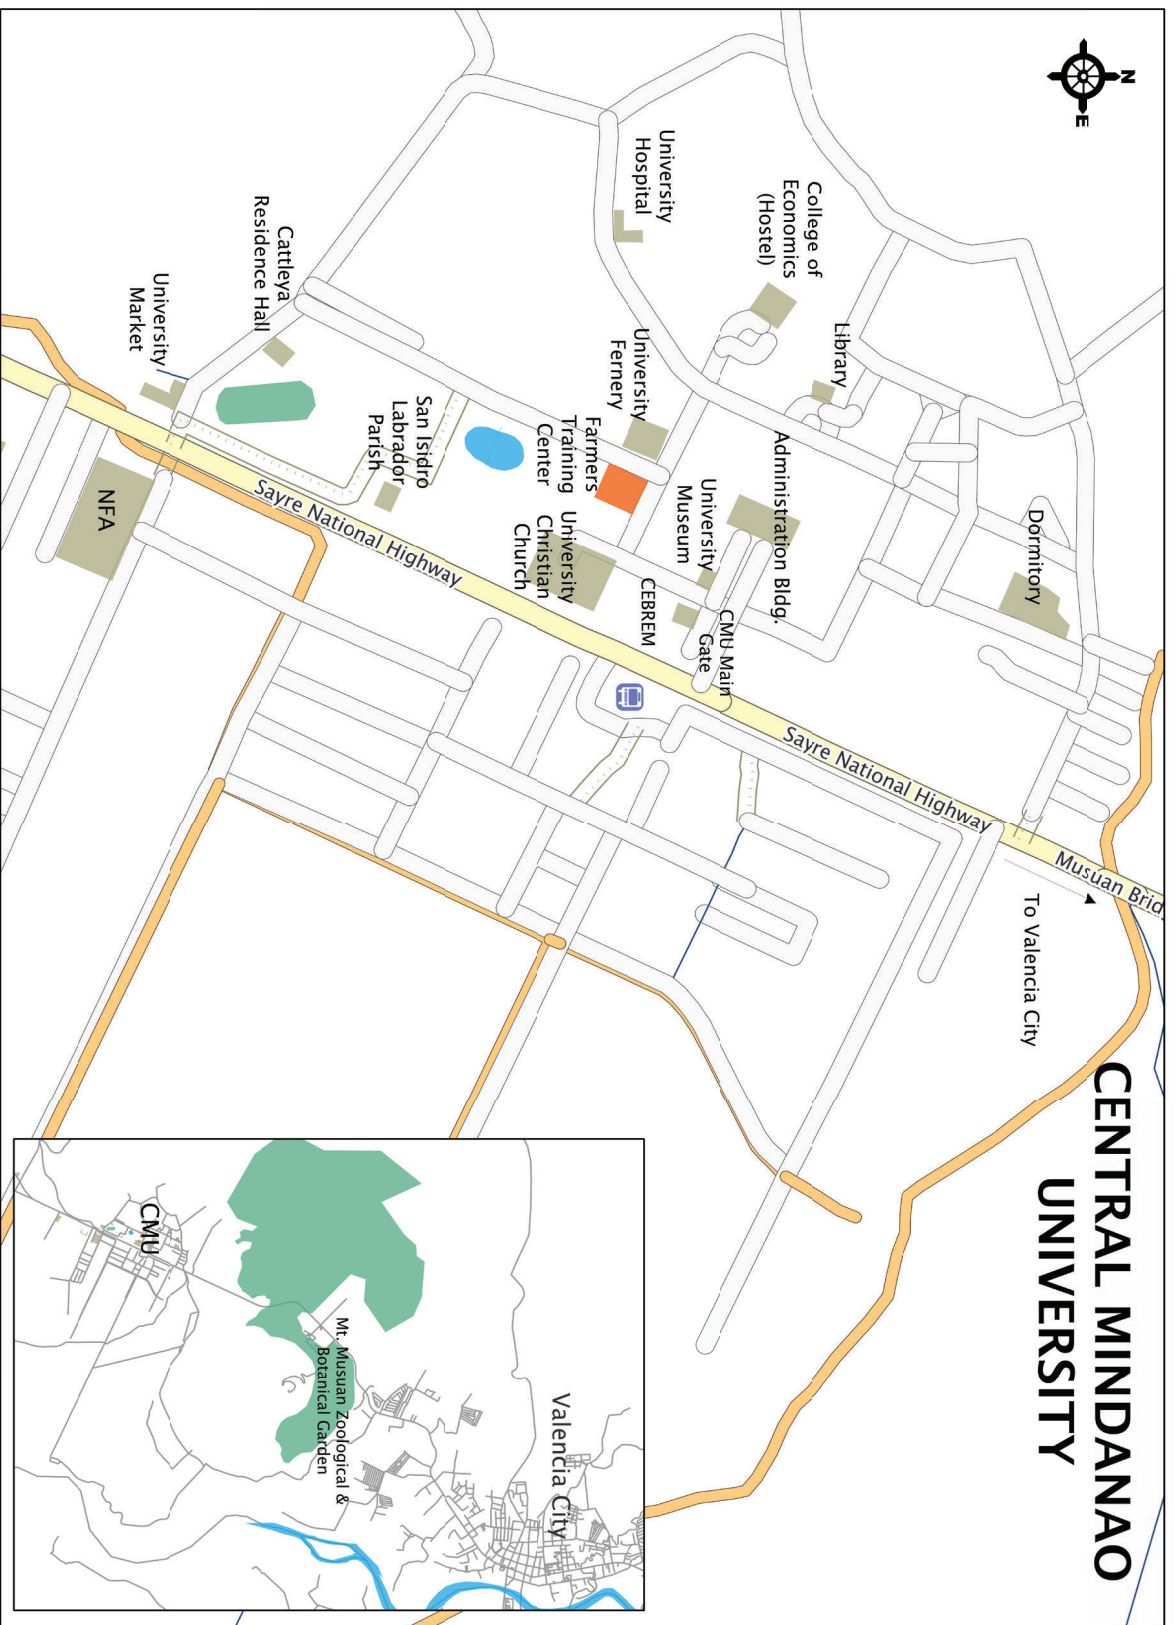 CENTRAL MINDANAO
UNIVERSITY
N
E
To Valencia City
Musuan Brid
Dormitory
Sayre National Highway
Library
College of
Economics
(Hostel)
Administration Bldg.
CMU Main
Gate
University
Museum
CEBREM
University
Hospital
University
Fernery
Farmers
Training
Center
University
Christian
Church
San Isidro
Labrador
Parish
Sayre National Highway
Cattleya
Residence Hall
University
Market
NFA
Valencia City
Mt. Musuan Zoological &
Botanical Garden
CMU